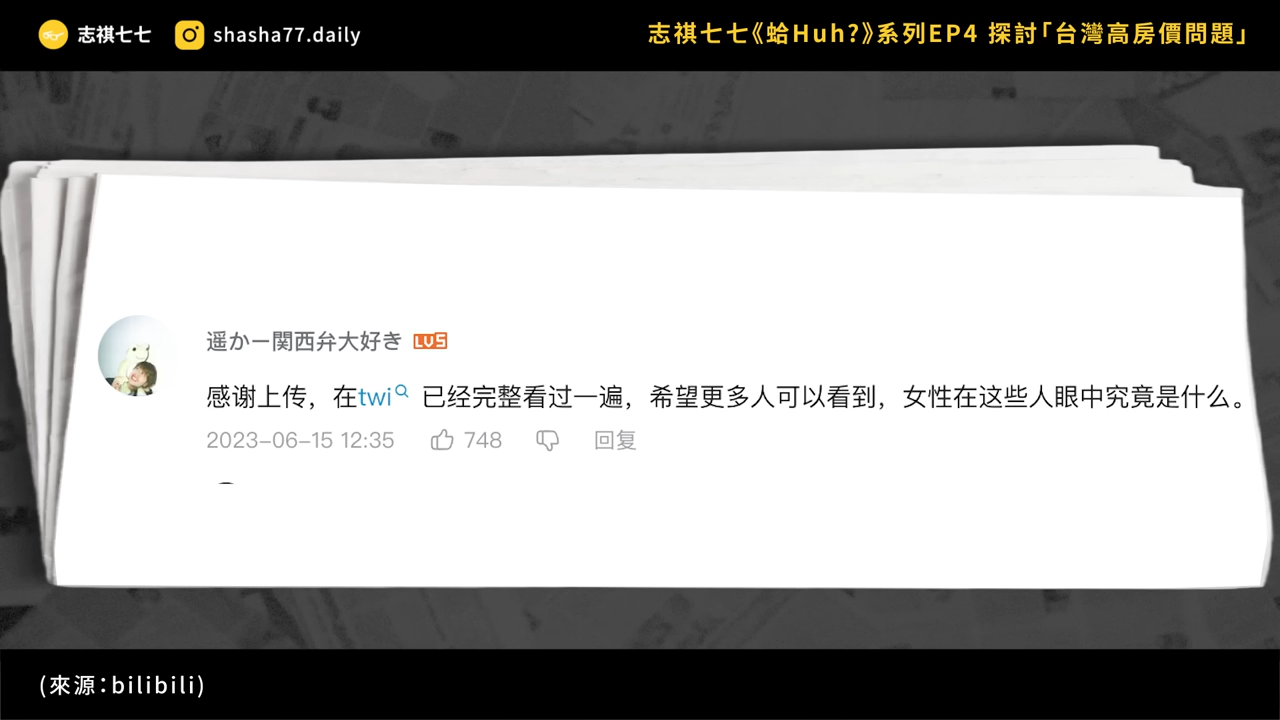 志祺七七
shasha77.daily
志祺七七《蛤Huh?》系列EP4 探討「台灣高房價問題」
遥かー関西弁大好き LV5
感谢上传，在twi 已经完整看过一遍，希望更多人可以看到，女性在这些人眼中究竟是什么。
2023-06-15 12:35 748 回复
(來源：bilibili)